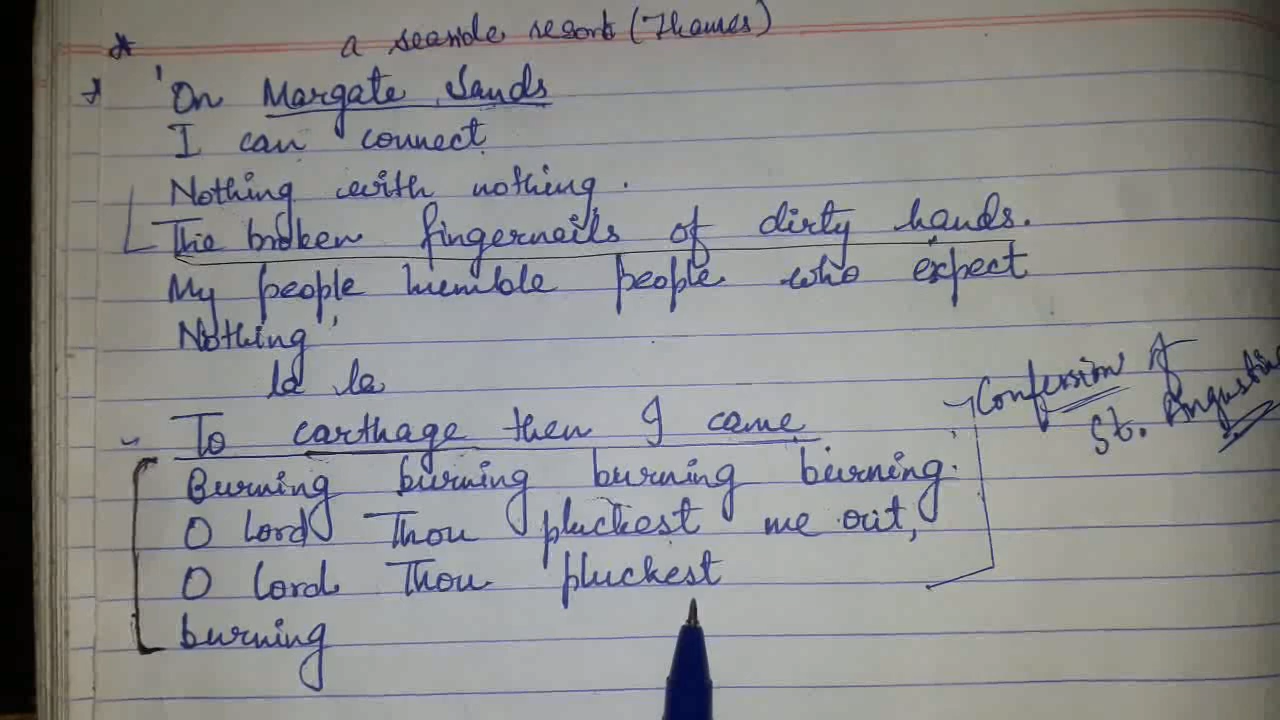 a seaside resort (Thames)
'On Margate Sands
I can connect
Nothing with nothing.
The broken fingernails of dirty hands.
My people humble people who expect
Nothing'
la la
To carthage then I came
Burning burning burning burning.
O Lord Thou pluckest me out,
O lord Thou pluckest
burning
Confession of
St. Augustine